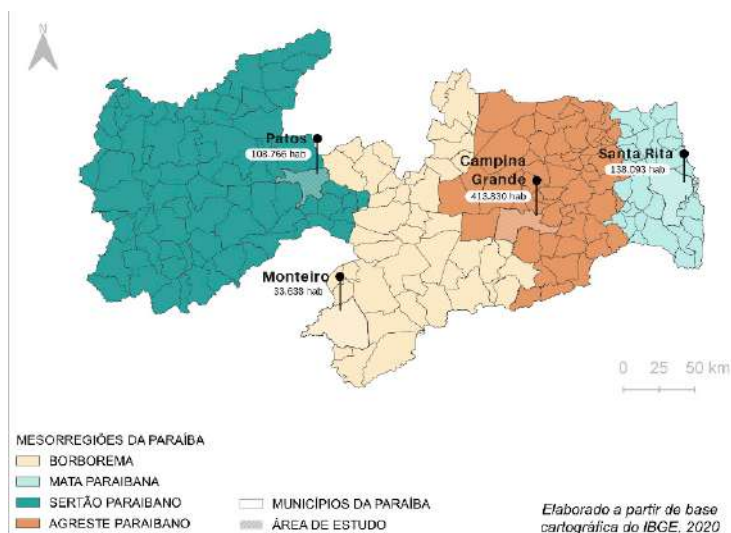 N
Patos
108.766 hab
Campina
Grande
413.830 hab
Santa Rita
138.093 hab
Monteiro
33.638 hab
0 25 50 km
MESORREGIÕES DA PARAÍBA
BORBOREMA
MATA PARAIBANA
SERTÃO PARAIBANO
AGRESTE PARAIBANO
MUNICÍPIOS DA PARAÍBA
ÁREA DE ESTUDO
Elaborado a partir de base
cartográfica do IBGE, 2020